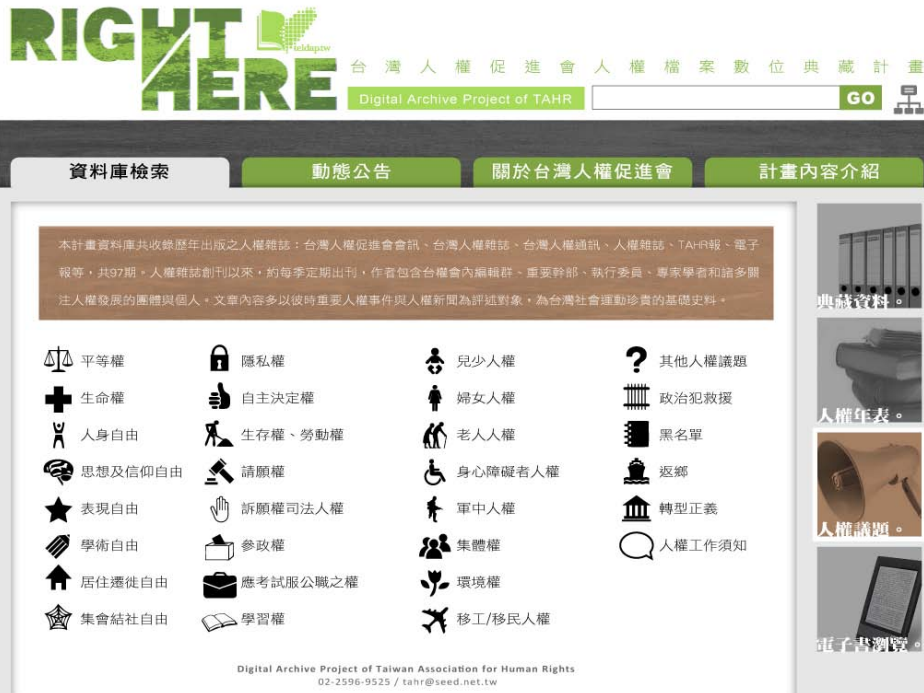 RIGHT
HERE
ieldup.tw
台灣人權促進會人權檔案數位典藏計畫
Digital Archive Project of TAHR
GO
資料庫檢索
動態公告
關於台灣人權促進會
計畫內容介紹
本計畫資料庫共收錄歷年出版之人權雜誌：台灣人權促進會會訊、台灣人權雜誌、台灣人權通訊、人權雜誌、TAHR報、電子
報等，共97期。人權雜誌創刊以來，約每季定期出刊，作者包含台權會內編輯群、重要幹部、執行委員、專家學者和諸多關
注人權發展的團體與個人。文章內容多以彼時重要人權事件與人權新聞為評述對象，為台灣社會運動珍貴的基礎史料。
平等權
生命權
人身自由
思想及信仰自由
表現自由
學術自由
居住遷徙自由
集會結社自由
隱私權
自主決定權
生存權、勞動權
請願權
訴願權司法人權
參政權
應考試服公職之權
學習權
兒少人權
婦女人權
老人人權
身心障礙者人權
軍中人權
集體權
環境權
移工/移民人權
其他人權議題
政治犯救援
黑名單
返鄉
轉型正義
人權工作須知
典藏資料。
人權年表。
人權議題。
電子書瀏覽。
Digital Archive Project of Taiwan Association for Human Rights
02-2596-9525 / tahr@seed.net.tw